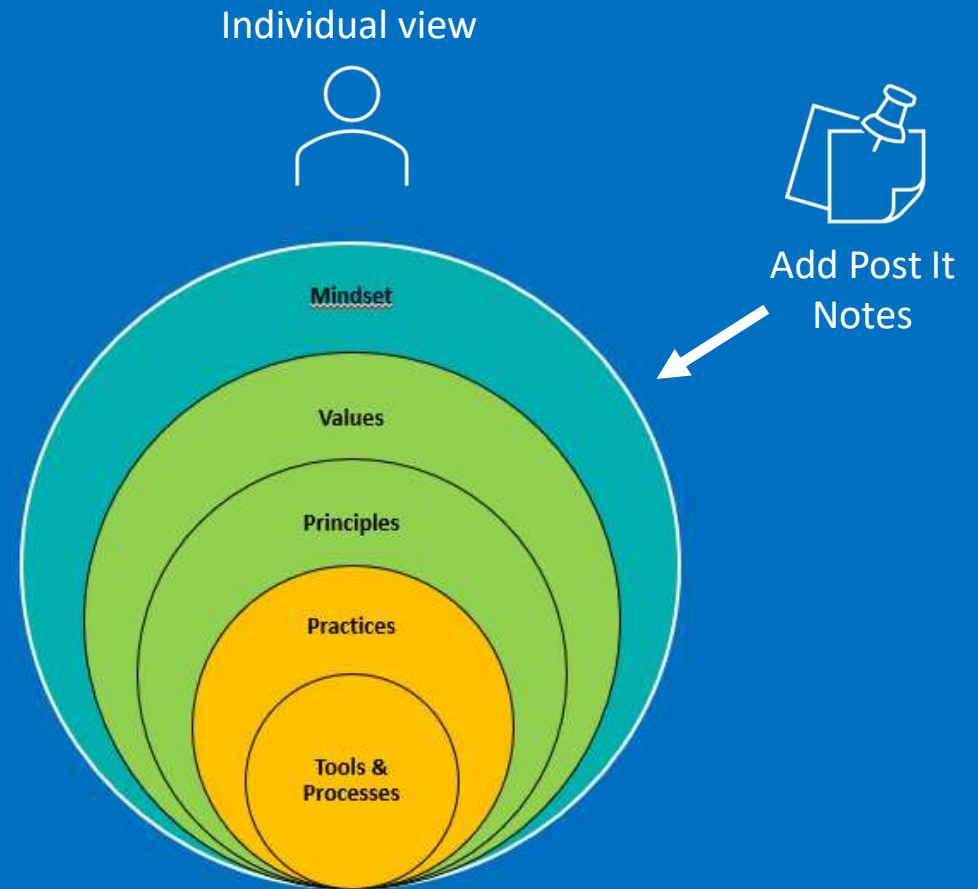 Individual view
Add Post It
Notes
Mindset
Values
Principles
Practices
Tools &
Processes